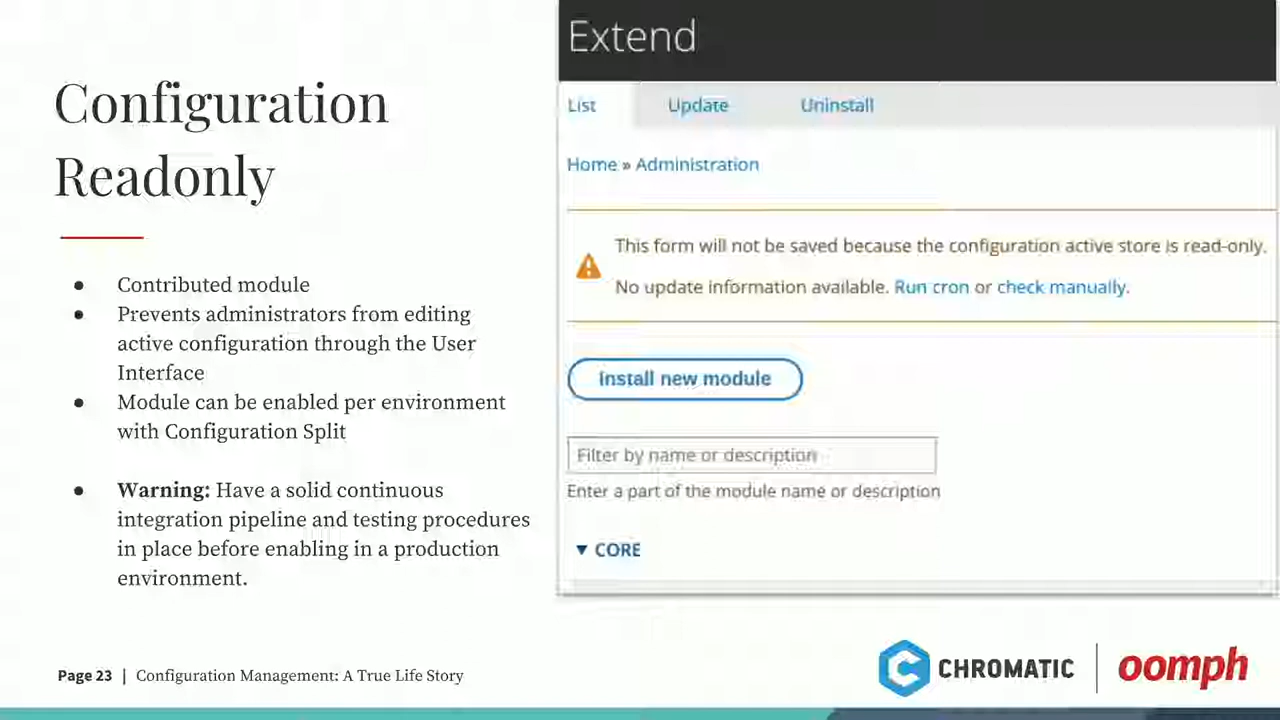 Configuration
Readonly
● Contributed module
● Prevents administrators from editing
active configuration through the User
Interface
● Module can be enabled per environment
with Configuration Split
● Warning: Have a solid continuous
integration pipeline and testing procedures
in place before enabling in a production
environment.
Extend
List Update Uninstall
Home » Administration
This form will not be saved because the configuration active store is read-only.
No update information available. Run cron or check manually.
Install new module
Filter by name or description
Enter a part of the module name or description
▼ CORE
Page 23 | Configuration Management: A True Life Story
CHROMATIC
oomph